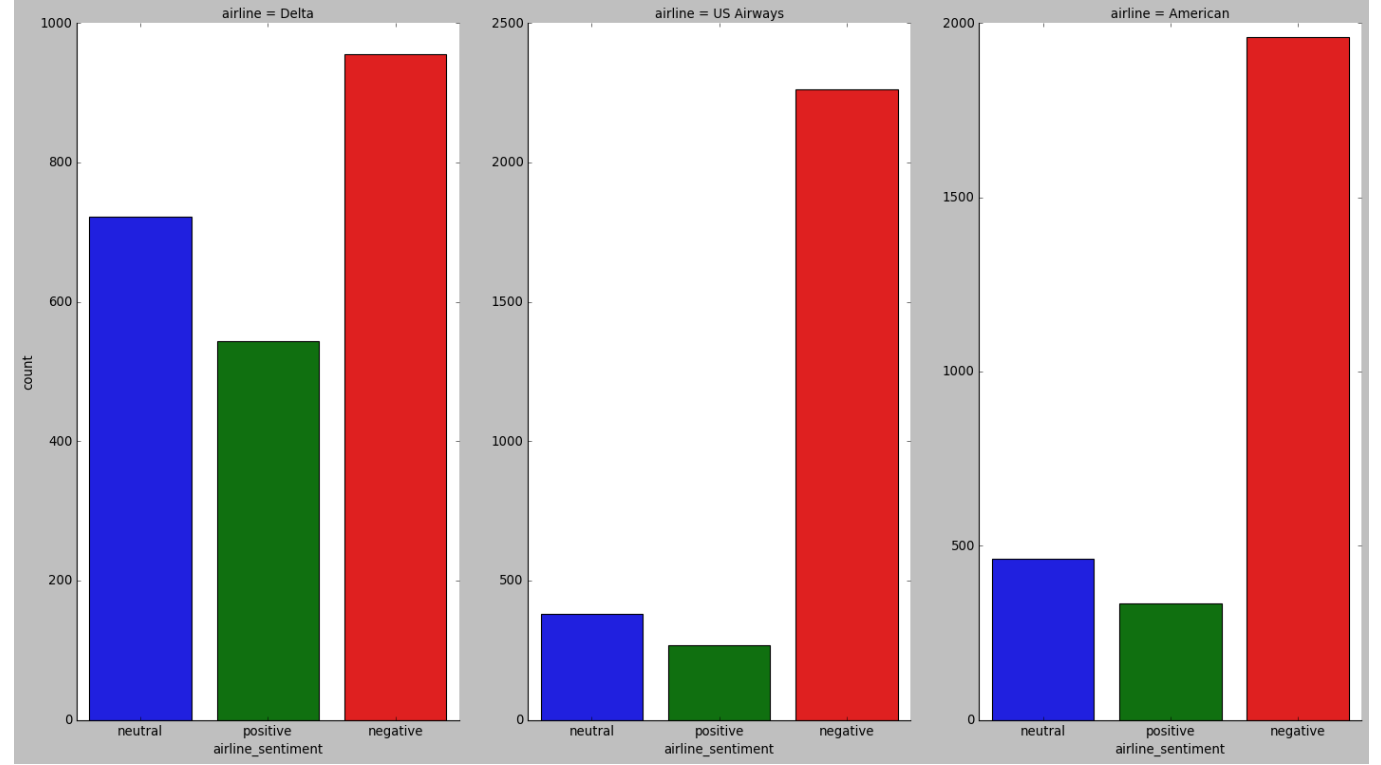 airline = Delta
1000
800
600
400
200
0
count
neutral positive negative
airline_sentiment
airline = US Airways
2500
2000
1500
1000
500
0
neutral positive negative
airline_sentiment
airline = American
2000
1500
1000
500
0
neutral positive negative
airline_sentiment